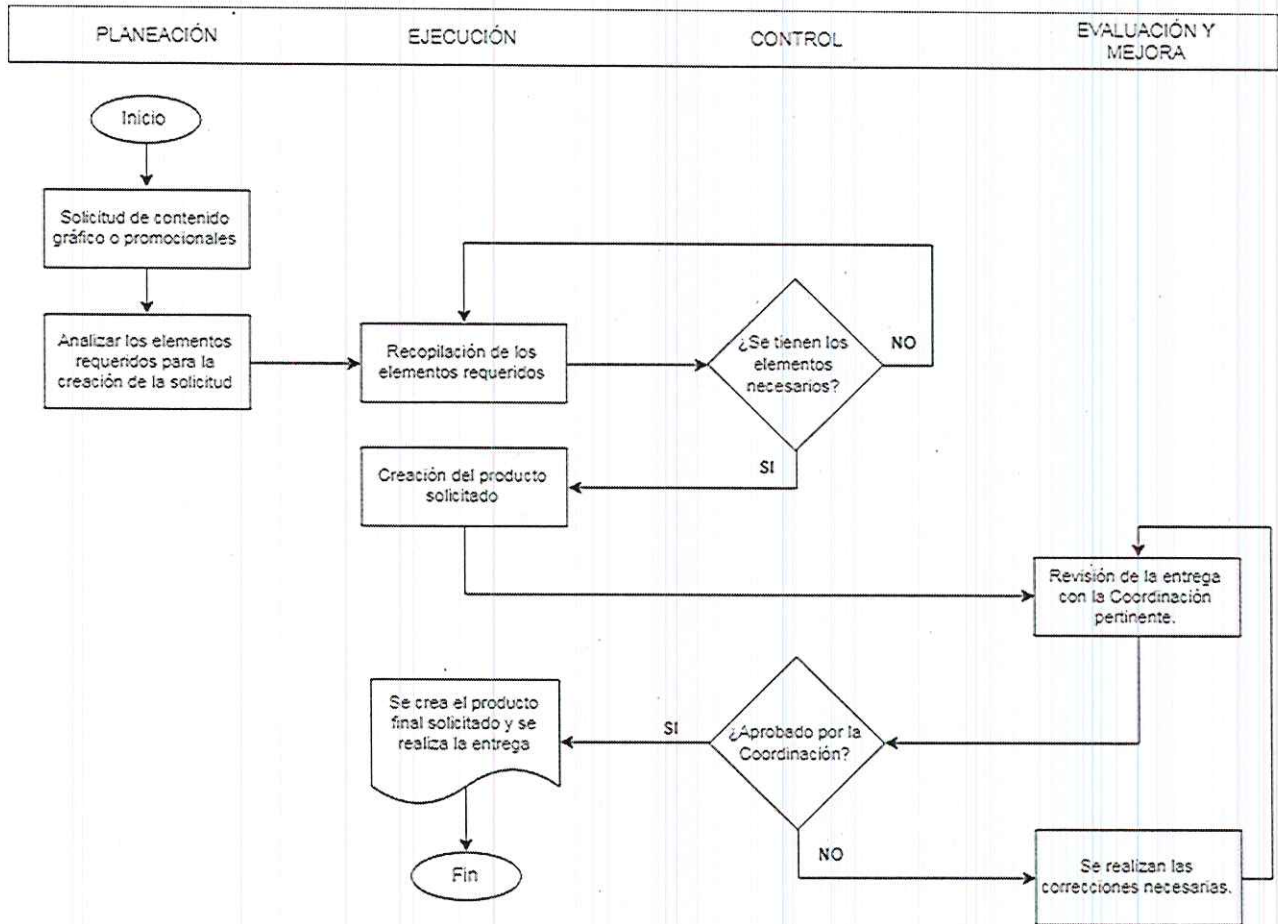 PLANEACIÓN
EJECUCIÓN
CONTROL
EVALUACIÓN Y
MEJORA
Inicio
Solicitud de contenido
gráfico o promocionales
Analizar los elementos
requeridos para la
creación de la solicitud
Recopilación de los
elementos requeridos
¿Se tienen los
elementos
necesarios?
NO
SI
Creación del producto
solicitado
Revisión de la entrega
con la Coordinación
pertinente.
¿Aprobado por la
Coordinación?
SI
Se crea el producto
final solicitado y se
realiza la entrega
Fin
NO
Se realizan las
correcciones necesarias.